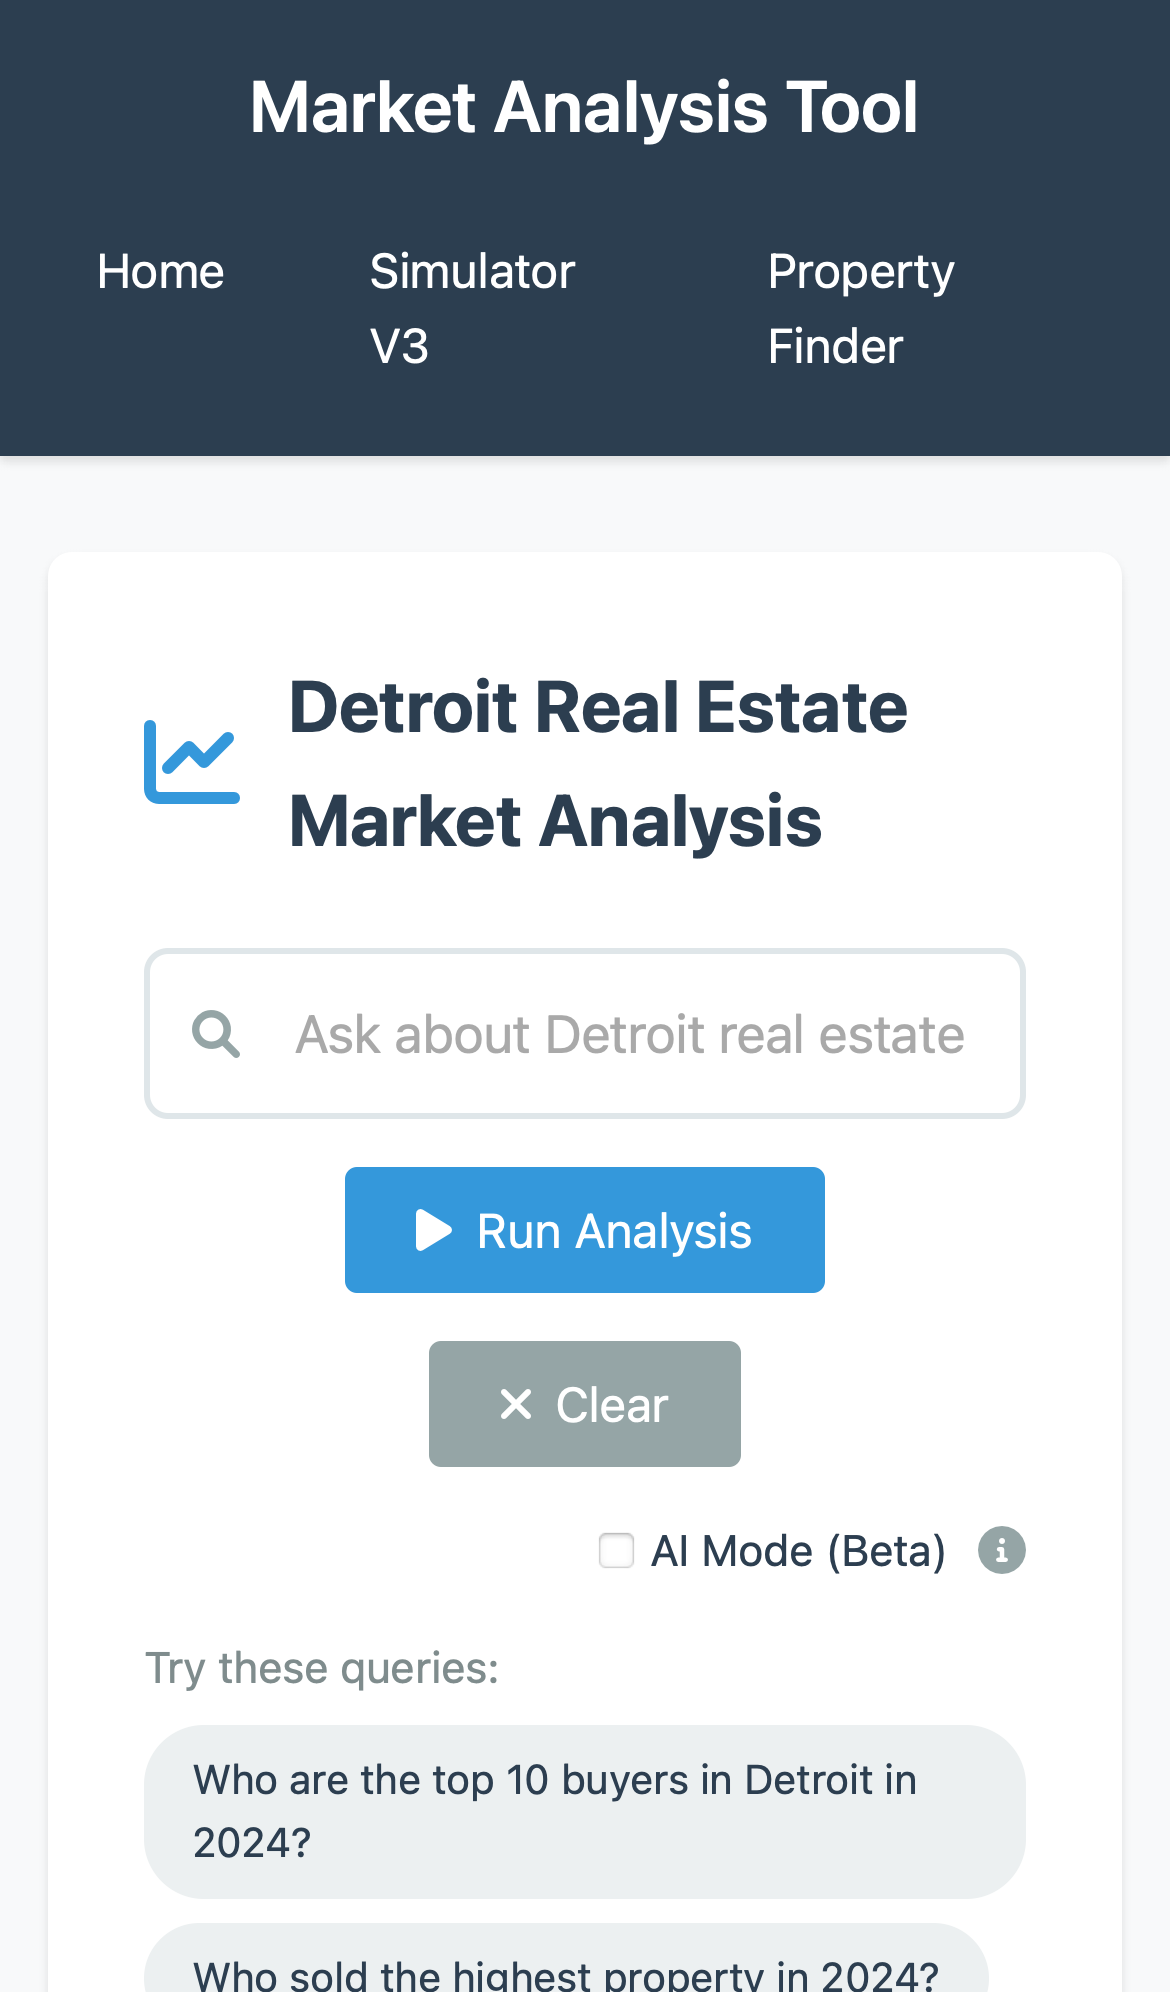 Market Analysis Tool
Home
Simulator
V3
Property
Finder
Detroit Real Estate
Market Analysis
Ask about Detroit real estate
Run Analysis
Clear
AI Mode (Beta)
Try these queries:
Who are the top 10 buyers in Detroit in
2024?
Who sold the highest property in 2024?